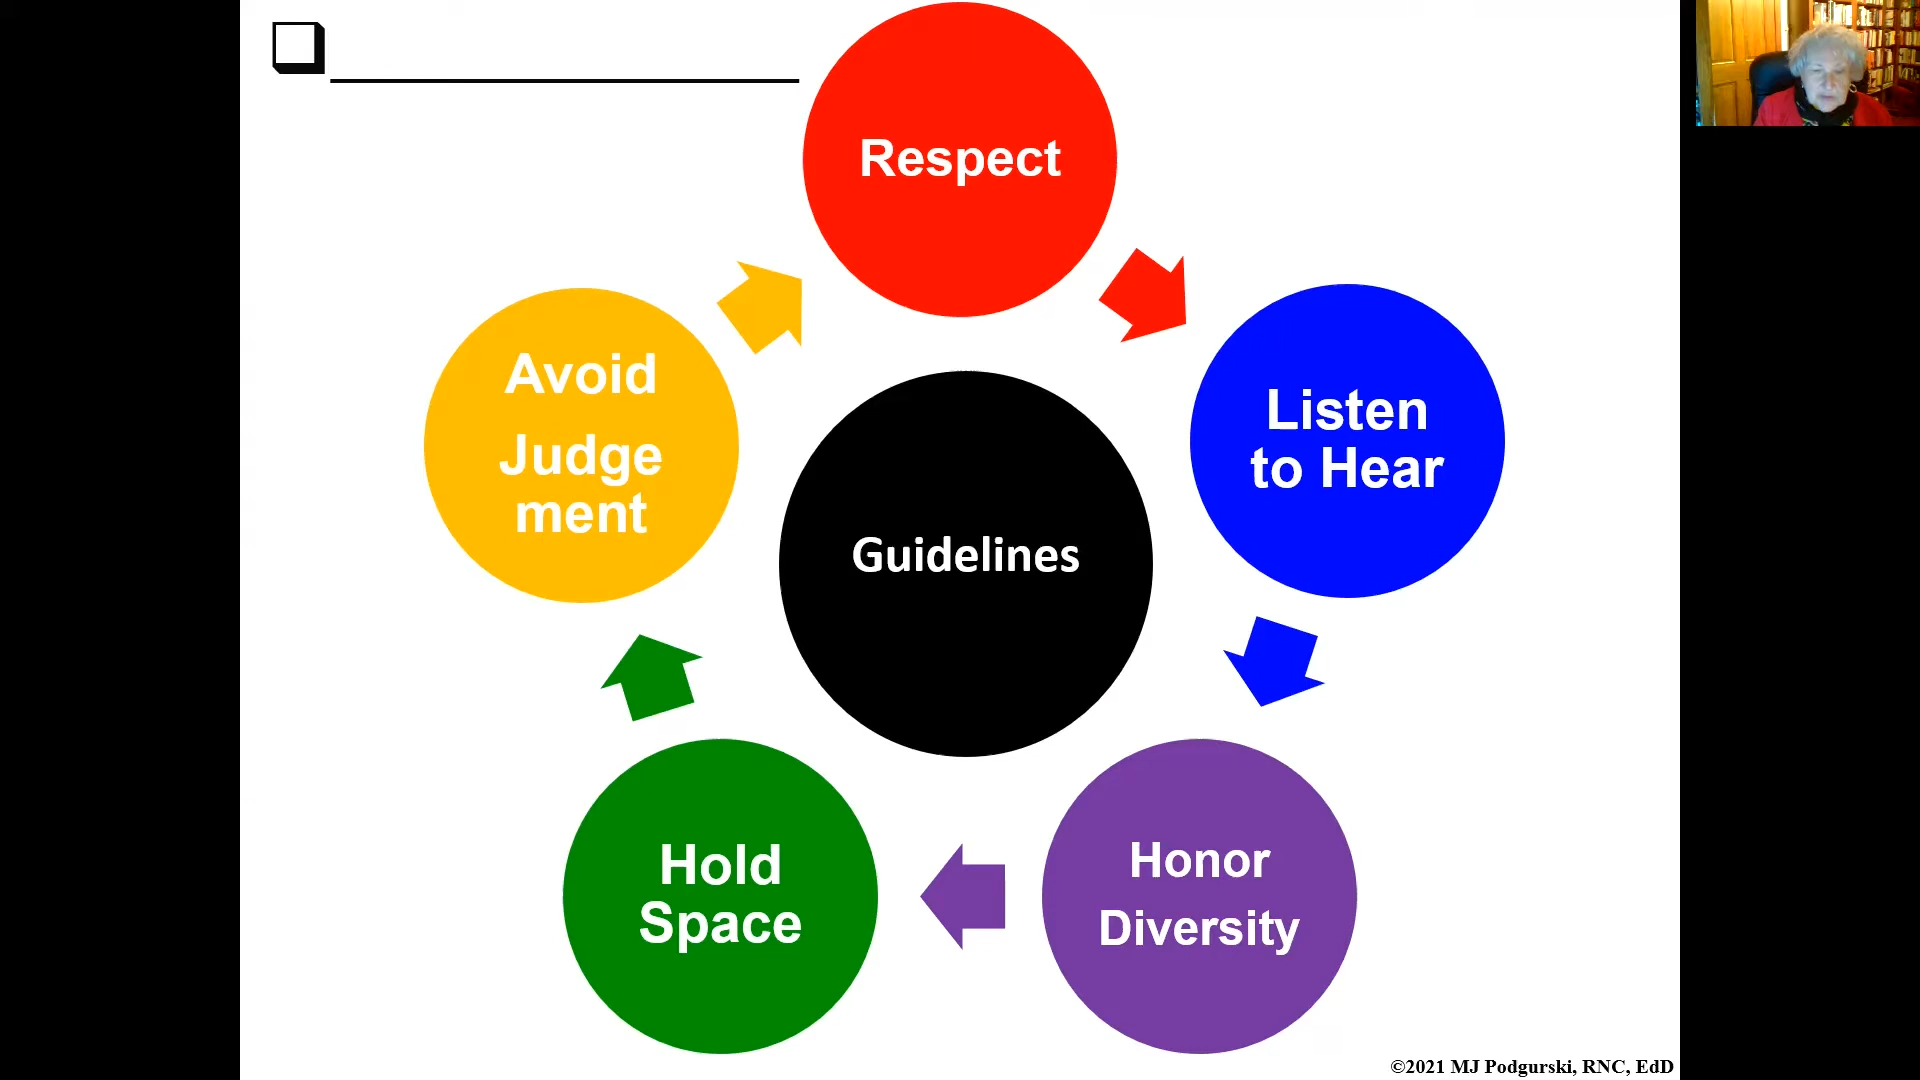 Respect
Listen
to Hear
Honor
Diversity
Hold
Space
Avoid
Judge
ment
Guidelines
©2021 MJ Podgurski, RNC, EdD